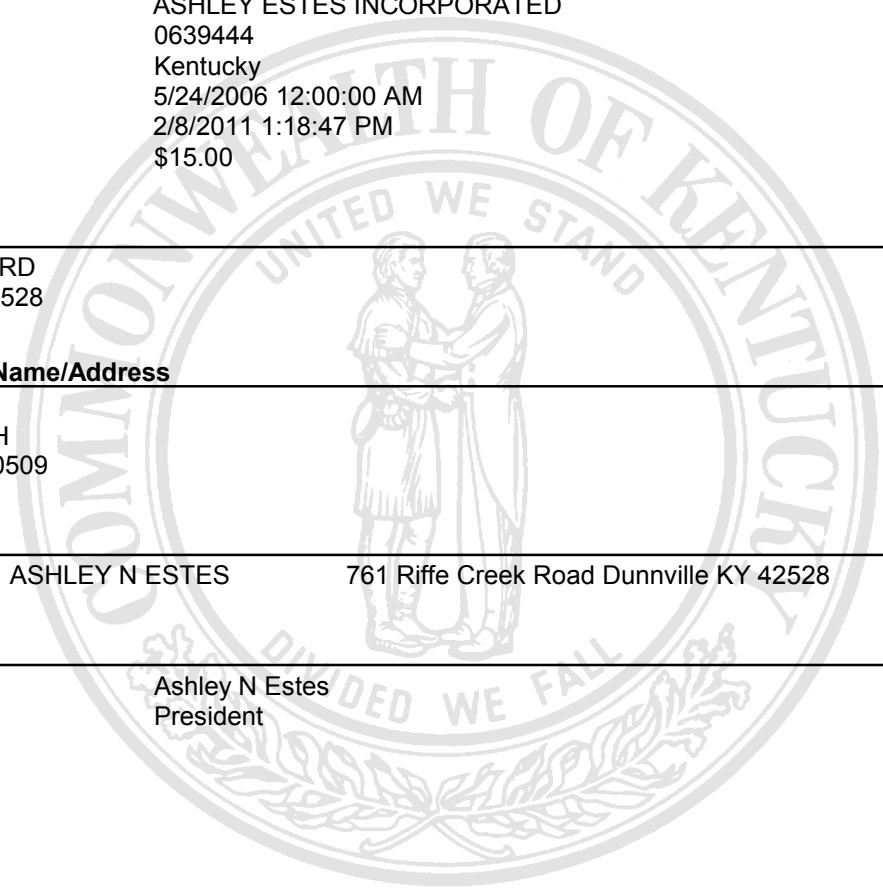 ASHLEY ESTES INCORPORATED
0639444
Kentucky
5/24/2006 12:00:00 AM
2/8/2011 1:18:47 PM
$15.00
RD
528
Name/Address
H
0509
ASHLEY N ESTES 761 Riffe Creek Road Dunnville KY 42528
Ashley N Estes
President
COMMONWEALTH OF KENTUCKY
UNITED WE STAND
DIVIDED WE FALL